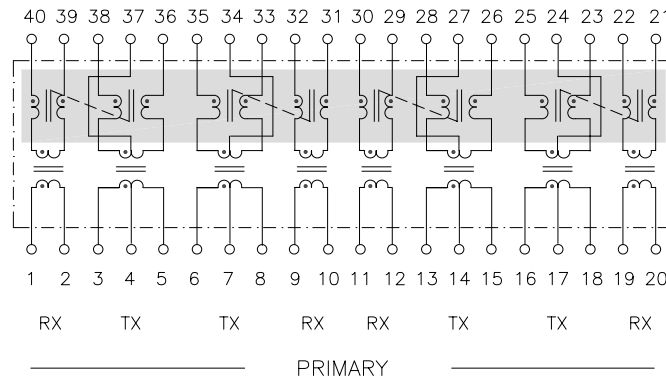 40 39 38 37 36 35 34 33 32 31 30 29 28 27 26 25 24 23 22 21
1 2 3 4 5 6 7 8 9 10 11 12 13 14 15 16 17 18 19 20
RX TX TX RX RX TX TX RX
PRIMARY